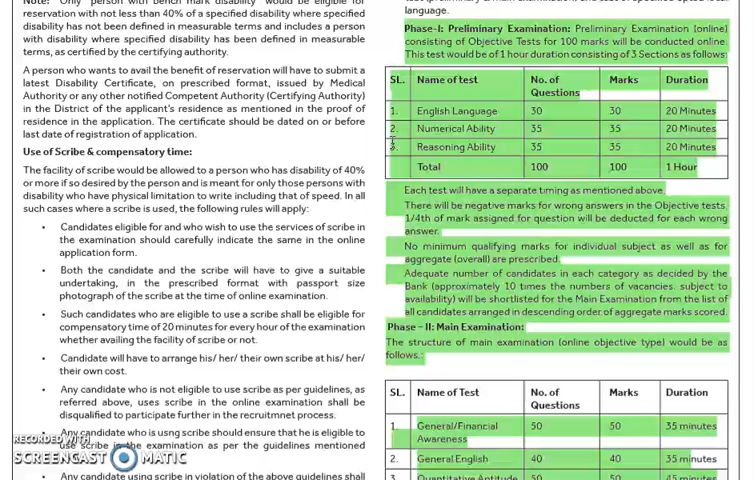 Note: Only "person with bench mark disability" would be eligible for
reservation with not less than 40% of a specified disability where specified
disability has not been defined in measurable terms and includes a person
with disability where specified disability has been defined in measurable
terms, as certified by the certifying authority.
A person who wants to avail the benefit of reservation will have to submit a
latest Disability Certificate, on prescribed format, issued by Medical
Authority or any other notified Competent Authority (Certifying Authority)
in the District of the applicant's residence as mentioned in the proof of
residence in the application. The certificate should be dated on or before
last date of registration of application.
Use of Scribe & compensatory time:
The facility of scribe would be allowed to a person who has disability of 40%
or more if so desired by the person and is meant for only those persons with
disability who have physical limitation to write including that of speed. In all
such cases where a scribe is used, the following rules will apply:
• Candidates eligible for and who wish to use the services of scribe in
the examination should carefully indicate the same in the online
application form.
• Both the candidate and the scribe will have to give a suitable
undertaking, in the prescribed format with passport size
photograph of the scribe at the time of online examination.
• Such candidates who are eligible to use a scribe shall be eligible for
compensatory time of 20 minutes for every hour of the examination
whether availing the facility of scribe or not.
• Candidate will have to arrange his/ her/ their own scribe at his/ her/
their own cost.
• Any candidate who is not eligible to use scribe as per guidelines, as
referred above, uses scribe in the online examination shall be
disqualified to participate further in the recruitmnet process.
• Any candidate who is usng scribe should ensure that he is eligible to
use scribe in the examination as per the guidelines mentioned
• Any candidate using scribe in violation of the above guidelines shall
language.
Phase-I: Preliminary Examination: Preliminary Examination (online)
consisting of Objective Tests for 100 marks will be conducted online.
This test would be of 1 hour duration consisting of 3 Sections as follows:
SL. Name of test No. of Questions Marks Duration
1. English Language 30 30 20 Minutes
2. Numerical Ability 35 35 20 Minutes
3. Reasoning Ability 35 35 20 Minutes
Total 100 100 1 Hour
Each test will have a separate timing as mentioned above.
There will be negative marks for wrong answers in the Objective tests.
1/4th of mark assigned for question will be deducted for each wrong
answer.
No minimum qualifying marks for individual subject as well as for
aggregate (overall) are prescribed.
Adequate number of candidates in each category as decided by the
Bank (approximately 10 times the numbers of vacancies, subject to
availability) will be shortlisted for the Main Examination from the list of
all candidates arranged in descending order of aggregate marks scored.
Phase – II: Main Examination:
The structure of main examination (online objective type) would be as
follows.:
SL. Name of Test No. of Questions Marks Duration
1. General/Financial Awareness 50 50 35 minutes
2. General English 40 40 35 minutes
3. Quantitative Aptitude 50 50 45 minutes
RECORDED WITH
SCREENCAST MATIC